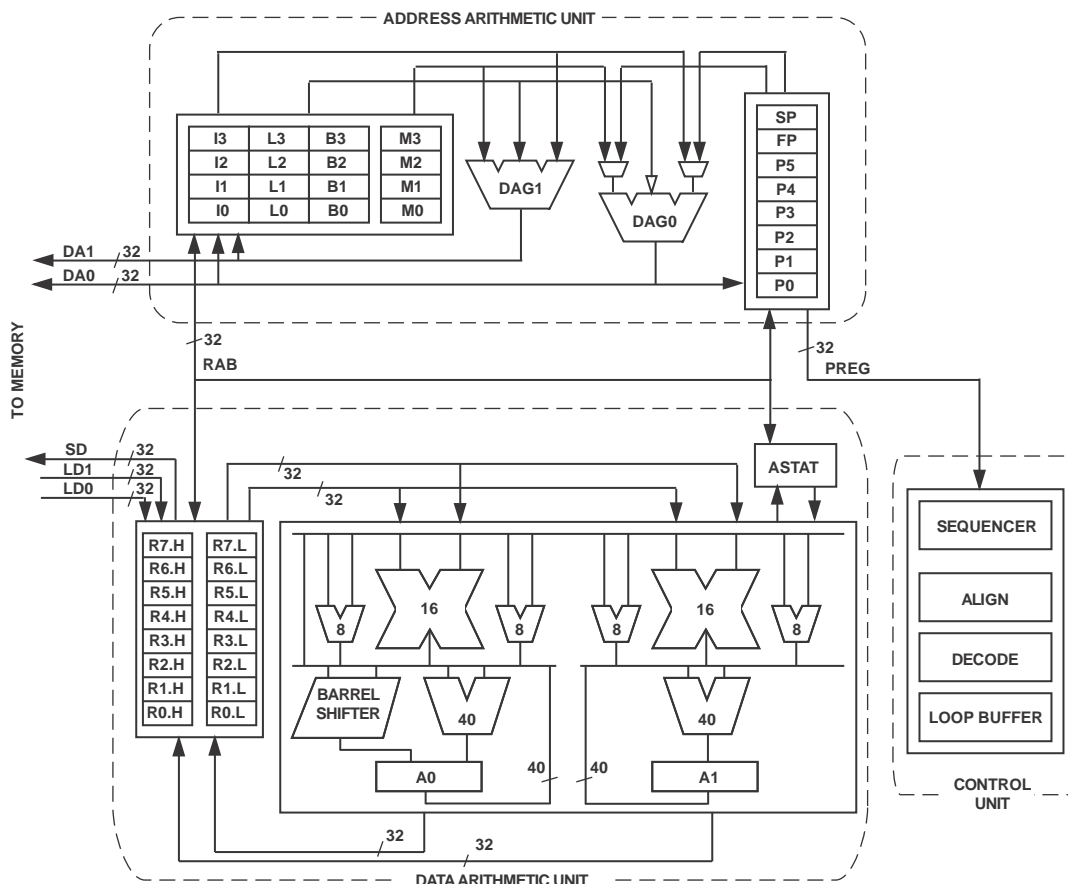 ADDRESS ARITHMETIC UNIT
I3 L3 B3 M3
I2 L2 B2 M2
I1 L1 B1 M1
I0 L0 B0 M0
DAG1
DAG0
SP
FP
P5
P4
P3
P2
P1
P0
DA1 32
DA0 32
TO MEMORY
32
RAB
32
PREG
SD 32
LD1 32
LD0 32
32
32
ASTAT
R7.H R7.L
R6.H R6.L
R5.H R5.L
R4.H R4.L
R3.H R3.L
R2.H R2.L
R1.H R1.L
R0.H R0.L
16 16
8 8 8 8
BARREL
SHIFTER
40 40
A0 40 40 A1
32
32
DATA ARITHMETIC UNIT
SEQUENCER
ALIGN
DECODE
LOOP BUFFER
CONTROL
UNIT